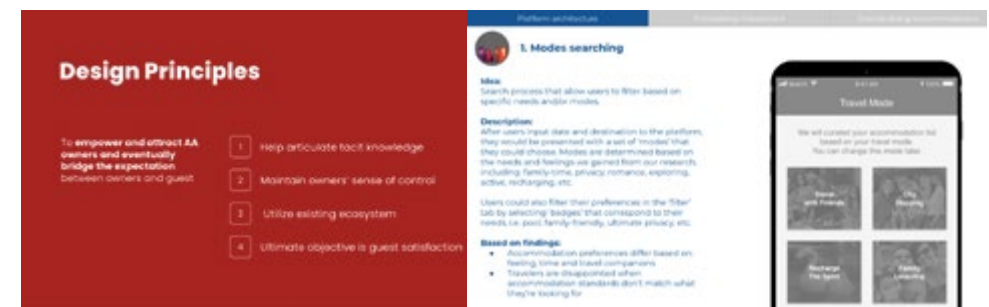 Design Principles
To empower and attract AA
owners and eventually
bridge the expectation
between owners and guest
1 Help articulate tacit knowledge
2 Maintain owners' sense of control
3 Utilize existing ecosystem
4 Ultimate objective is guest satisfaction
Platform architecture
1. Modes searching
Idea:
Search process that allow users to filter based on
specific needs and/or modes.
Description:
After users input date and destination to the platform,
they would be presented with a set of 'modes' that
they could choose. Modes are determined based on
the needs and feelings we gained from our research,
including: family-time, privacy, romance, exploring,
active, recharging, etc.
Users could also filter their preferences in the 'filter'
tab by selecting 'badges' that correspond to their
needs, i.e. pool, family-friendly, ultimate privacy, etc.
Based on findings:
• Accommodation preferences differ based on
feeling, time and travel companions
• Travelers are disappointed when
accommodation standards don't match what
they're looking for
Travel Mode
We will curated your accommodation list
based on your travel mode.
You can change this mode later.
with Friends
City
Recharge
The Spirit
Family